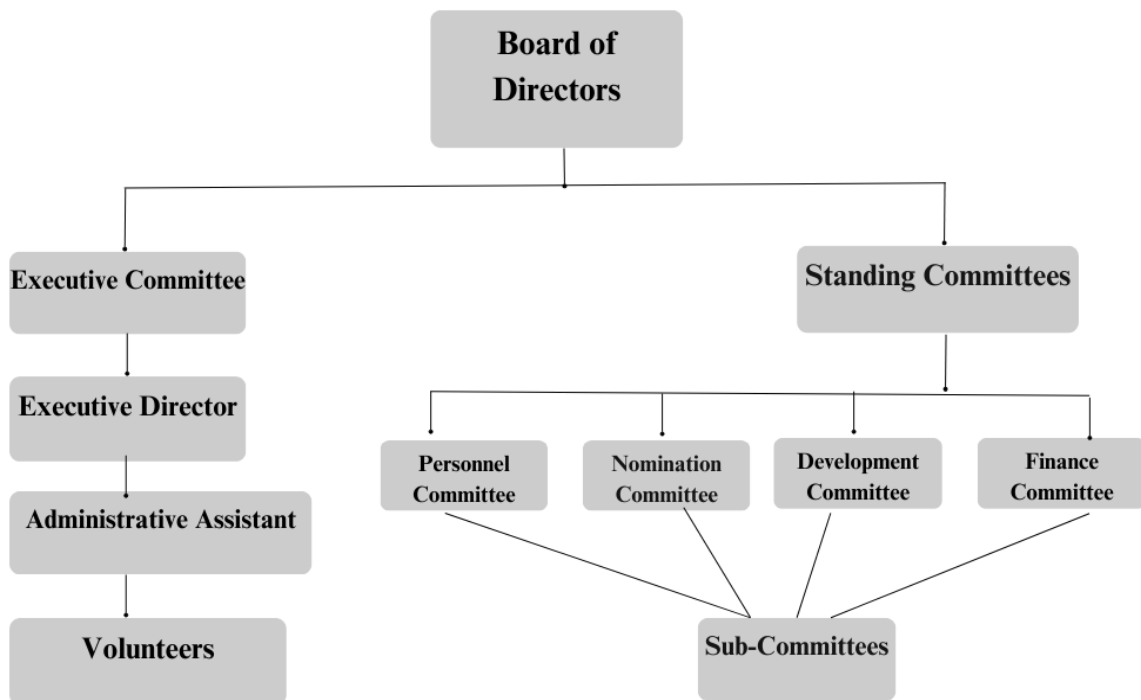 Board of
Directors
Executive Committee
Standing Committees
Executive Director
Personnel
Committee
Nomination
Committee
Development
Committee
Finance
Committee
Administrative Assistant
Volunteers
Sub-Committees